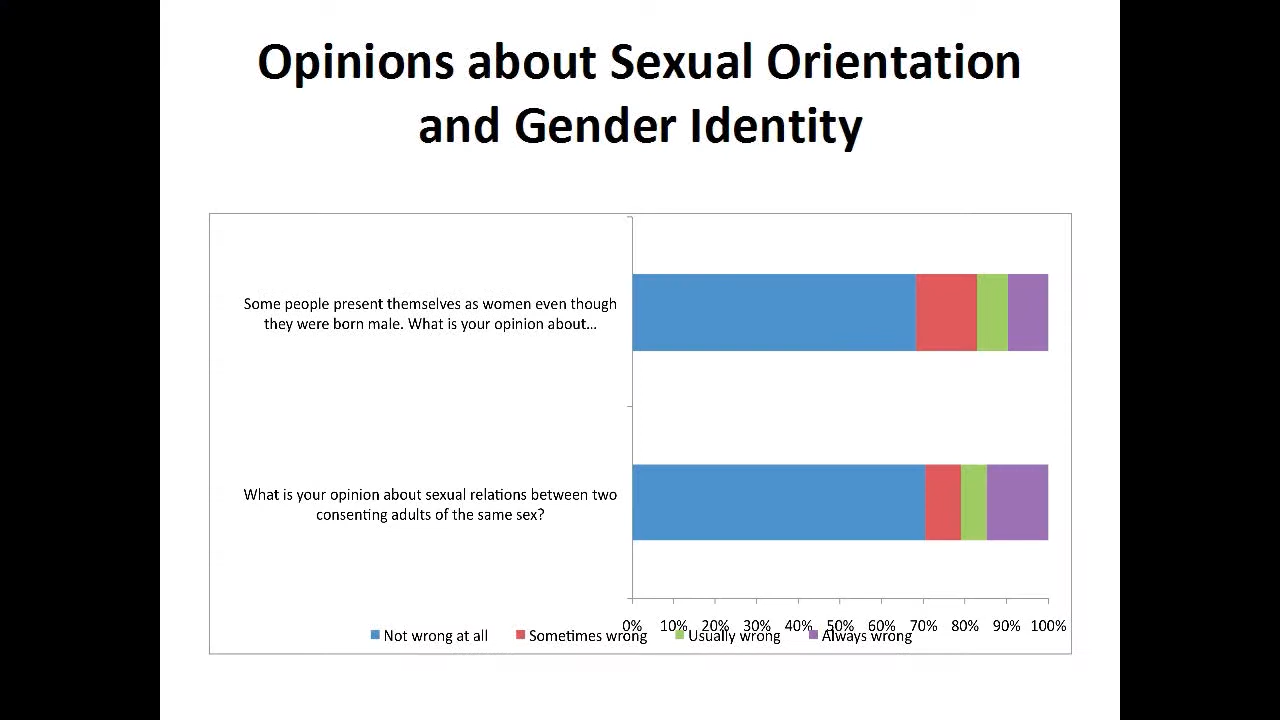 Opinions about Sexual Orientation
and Gender Identity
Some people present themselves as women even though
they were born male. What is your opinion about...
What is your opinion about sexual relations between two
consenting adults of the same sex?
0% 10% 20% 30% 40% 50% 60% 70% 80% 90% 100%
Not wrong at all Sometimes wrong Usually wrong Always wrong